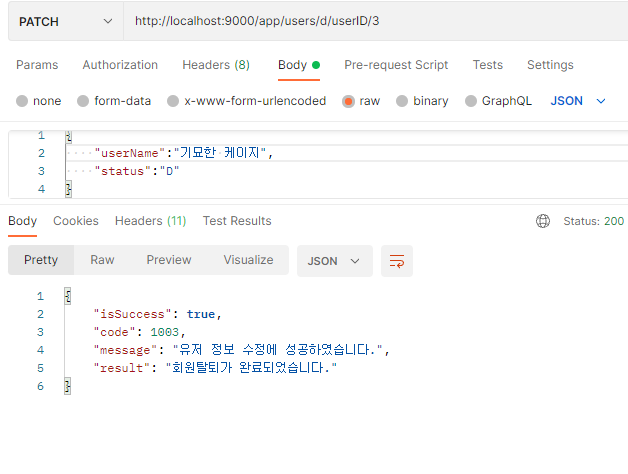 PATCH http://localhost:9000/app/users/d/userID/3
Params Authorization Headers (8) Body Pre-request Script Tests Settings
none form-data x-www-form-urlencoded raw binary GraphQL JSON
1 {
2 "userName":"기묘한 케이지",
3 "status":"D"
4 }
Body Cookies Headers (11) Test Results Status: 200
Pretty Raw Preview Visualize JSON
1 {
2 "isSuccess": true,
3 "code": 1003,
4 "message": "유저 정보 수정에 성공하였습니다.",
5 "result": "회원탈퇴가 완료되었습니다."
6 }